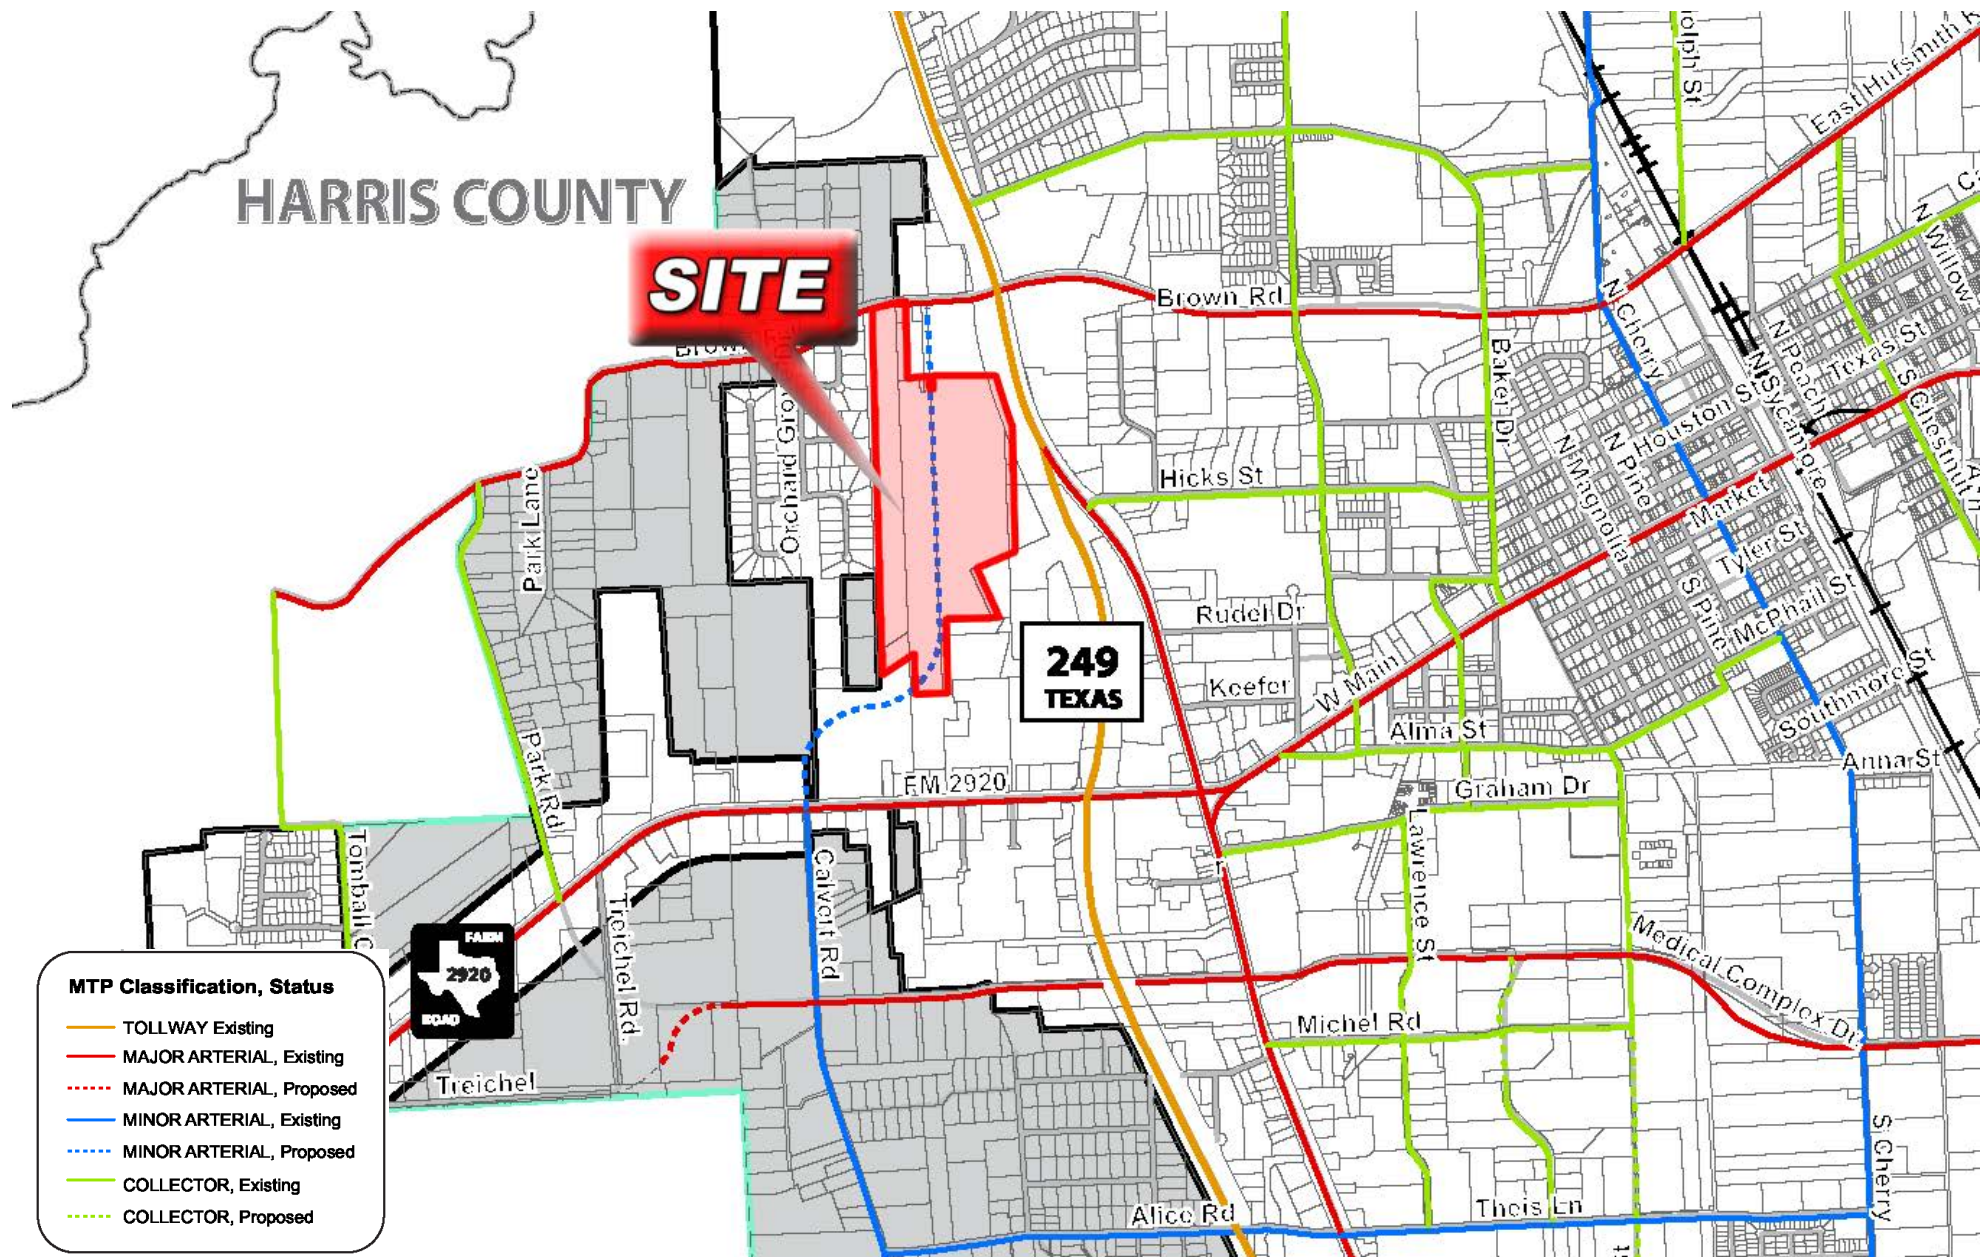 HARRIS COUNTY
SITE
olph St
East Hufsmith R
Brown Rd
Brow
N Cherry
N Willow
N Peach
Texas St
N Sycamore
S Chestnut
Baker Dr
Houston St
N Pine
N Magnolia
Market
Tyler St
McPhail St
S Pine
Southmore St
Anna St
Orchard Gro
Park Lane
Hicks St
Rudel Dr
Keefer
W Main
249
TEXAS
Alma St
Graham Dr
FM 2920
Park Rd
Tomball C
Calvert Rd
Treichel Rd.
Lawrence St
Medical Complex Dr.
FARM
2920
ROAD
Michel Rd
Treichel
Alice Rd
Theis Ln
S Cherry
MTP Classification, Status
TOLLWAY Existing
MAJOR ARTERIAL, Existing
MAJOR ARTERIAL, Proposed
MINOR ARTERIAL, Existing
MINOR ARTERIAL, Proposed
COLLECTOR, Existing
COLLECTOR, Proposed